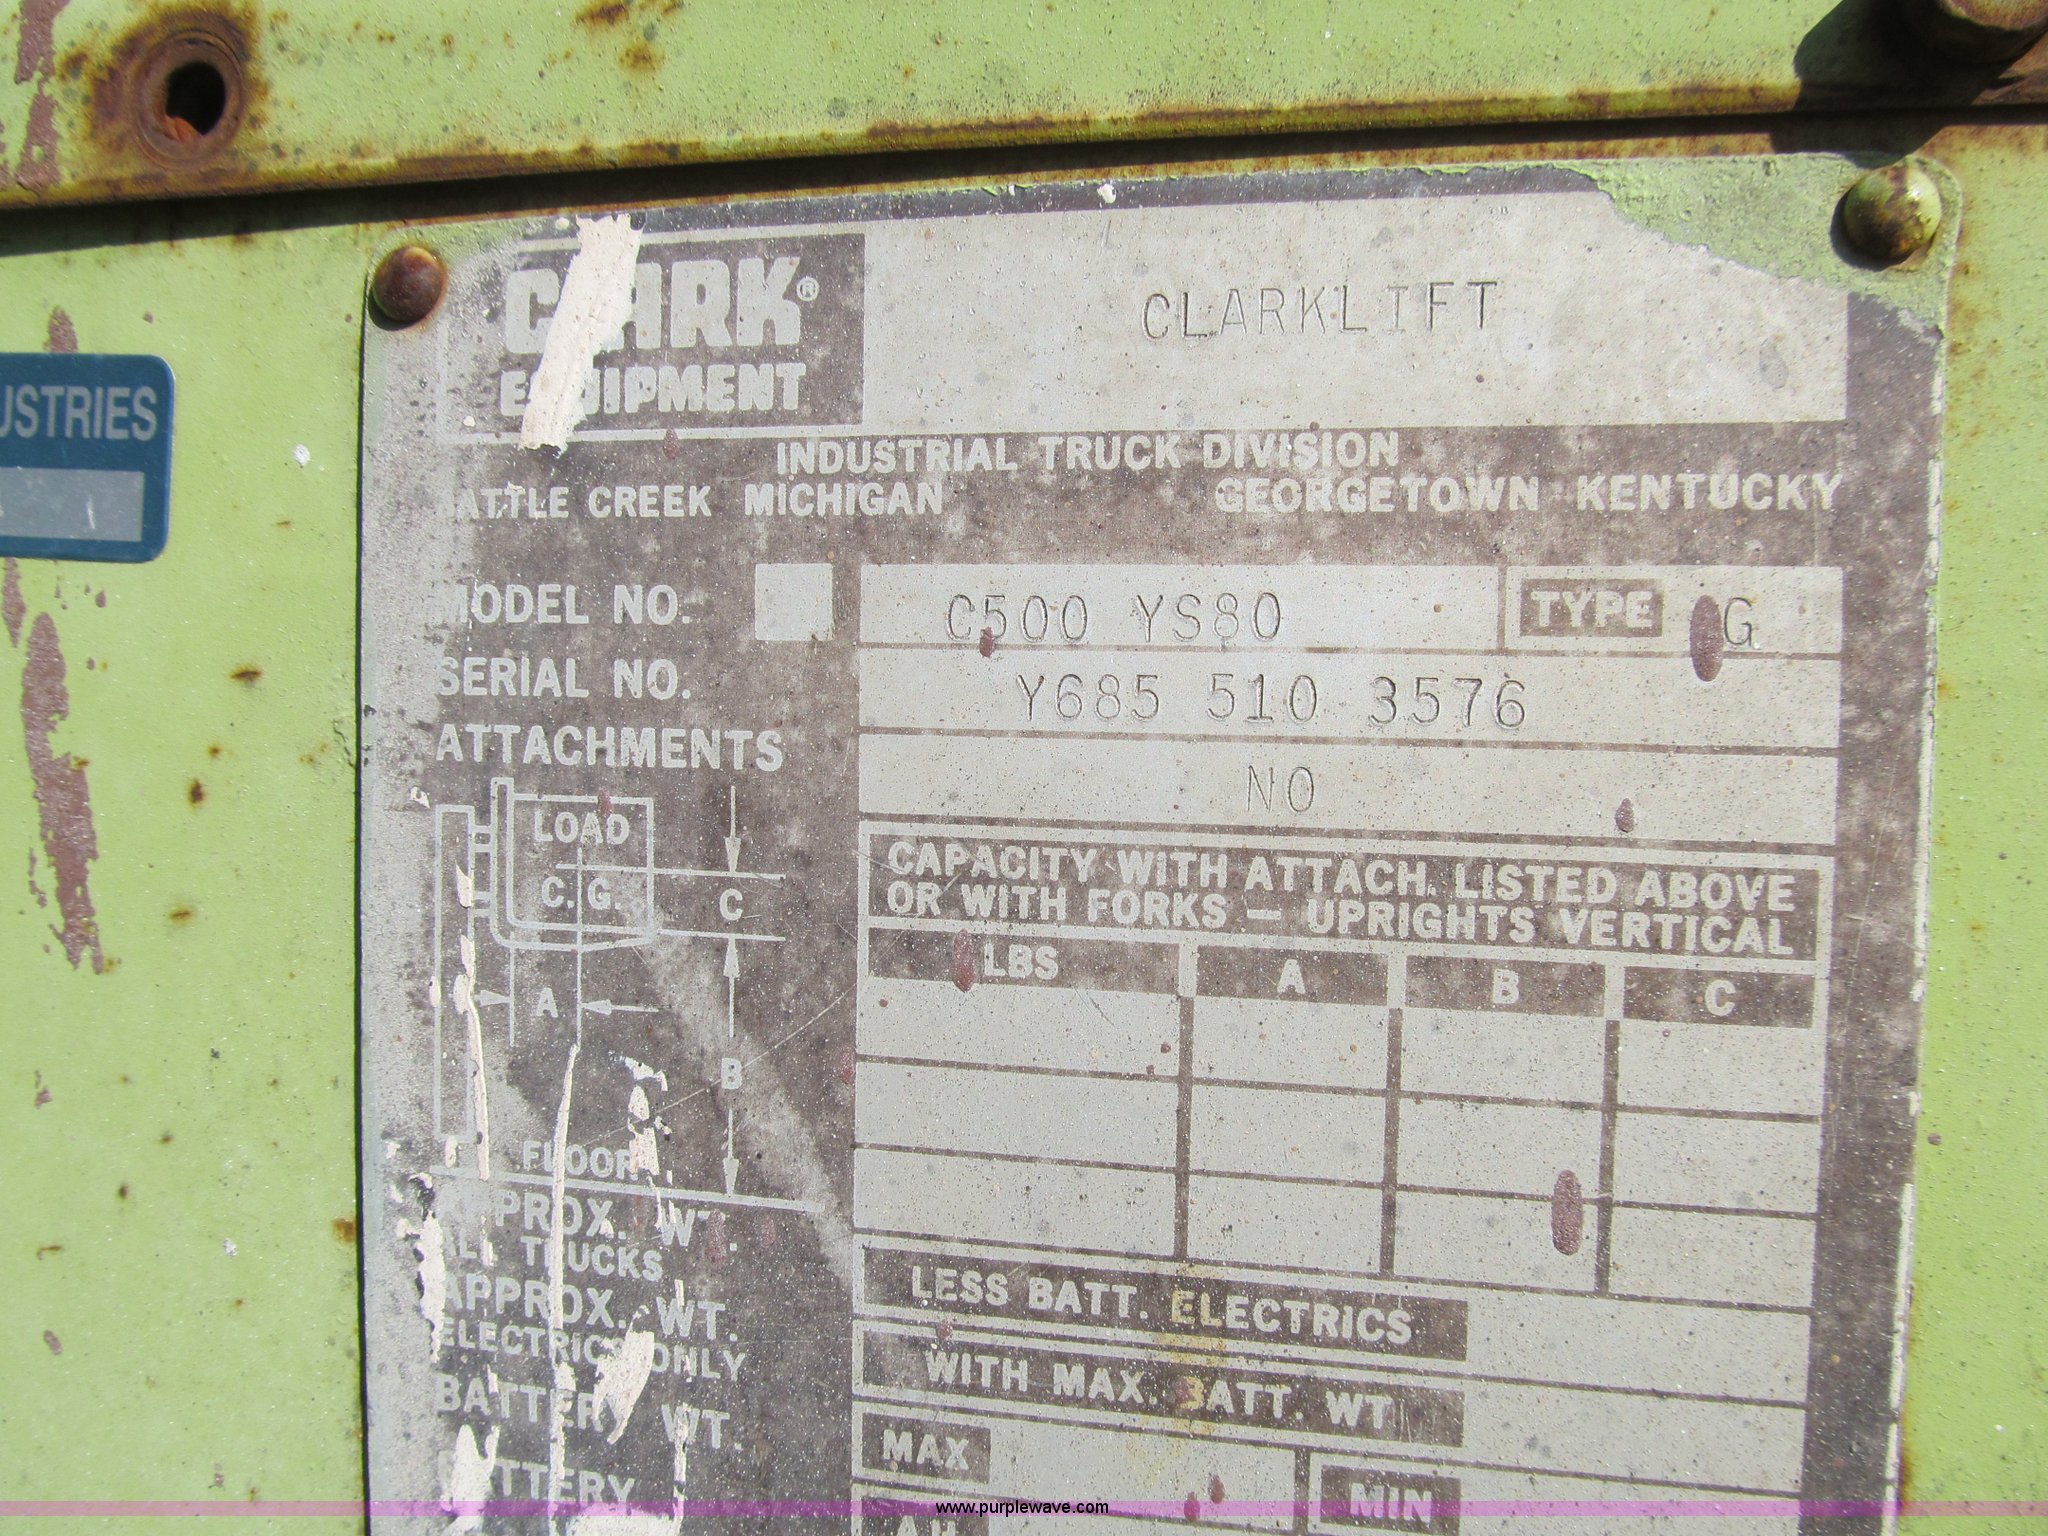 CLARK®
EQUIPMENT
CLARKLIFT
USTRIES
INDUSTRIAL TRUCK DIVISION
BATTLE CREEK MICHIGAN GEORGETOWN KENTUCKY
MODEL NO. C500 YS80 TYPE G
SERIAL NO. Y685 510 3576
ATTACHMENTS NO
LOAD
C.G.
C
A
B
FLOOR
CAPACITY WITH ATTACH. LISTED ABOVE
OR WITH FORKS — UPRIGHTS VERTICAL
LBS A B C
APPROX. WT.
ALL TRUCKS
APPROX. WT.
ELECTRICS ONLY
LESS BATT. ELECTRICS
BATTERY WT.
WITH MAX. BATT. WT
MAX MIN
BATTERY
A.H.
www.purplewave.com